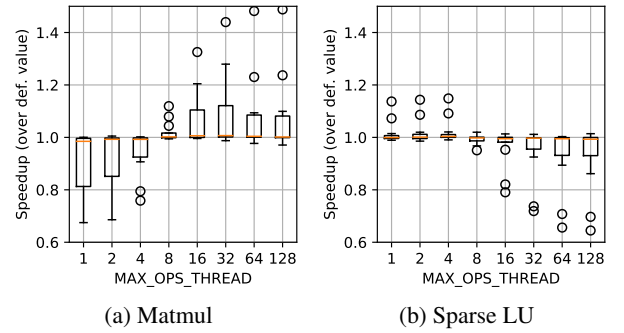 1.4
1.2
1.0
0.8
0.6
Speedup (over def. value)
1 2 4 8 16 32 64 128
MAX_OPS_THREAD
(a) Matmul
1.4
1.2
1.0
0.8
0.6
Speedup (over def. value)
1 2 4 8 16 32 64 128
MAX_OPS_THREAD
(b) Sparse LU